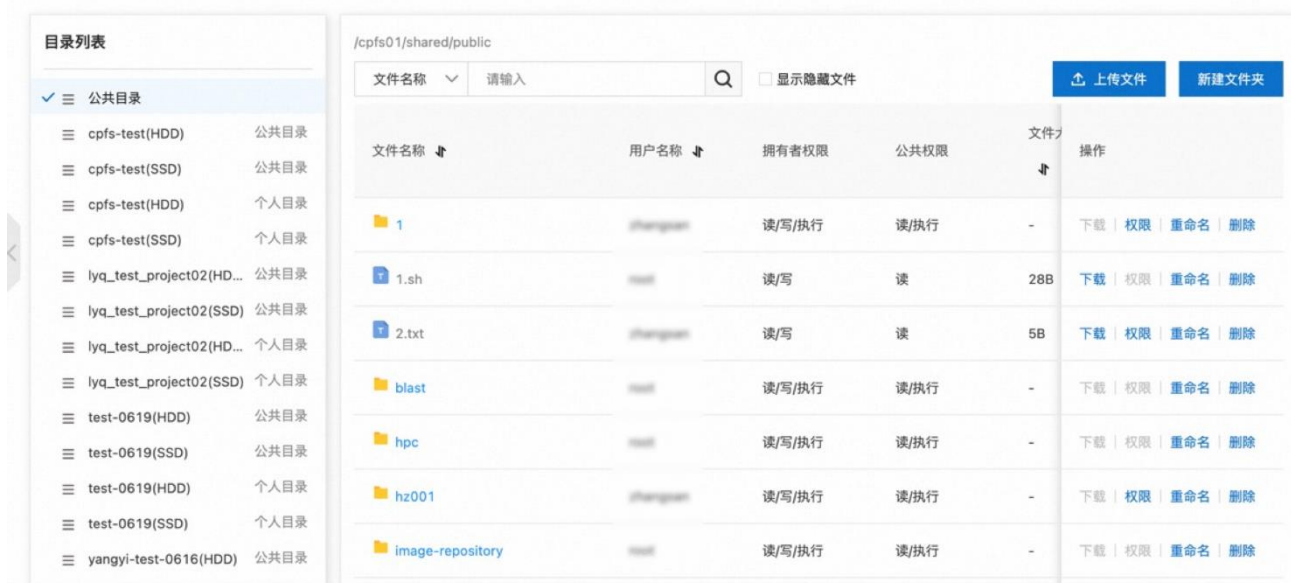 目录列表
公共目录
cpfs-test(HDD) 公共目录
cpfs-test(SSD) 公共目录
cpfs-test(HDD) 个人目录
cpfs-test(SSD) 个人目录
lyq_test_project02(HD... 公共目录
lyq_test_project02(SSD) 公共目录
lyq_test_project02(HD... 个人目录
lyq_test_project02(SSD) 个人目录
test-0619(HDD) 公共目录
test-0619(SSD) 公共目录
test-0619(HDD) 个人目录
test-0619(SSD) 个人目录
yangyi-test-0616(HDD) 公共目录
/cpfs01/shared/public
文件名称 请输入 显示隐藏文件 上传文件 新建文件夹
文件名称 用户名称 拥有者权限 公共权限 文件 操作
1 读/写/执行 读/执行 - 下载 权限 重命名 删除
1.sh 读/写 读 28B 下载 权限 重命名 删除
2.txt 读/写 读 5B 下载 权限 重命名 删除
blast 读/写/执行 读/执行 - 下载 权限 重命名 删除
hpc 读/写/执行 读/执行 - 下载 权限 重命名 删除
hz001 读/写/执行 读/执行 - 下载 权限 重命名 删除
image-repository 读/写/执行 读/执行 - 下载 权限 重命名 删除